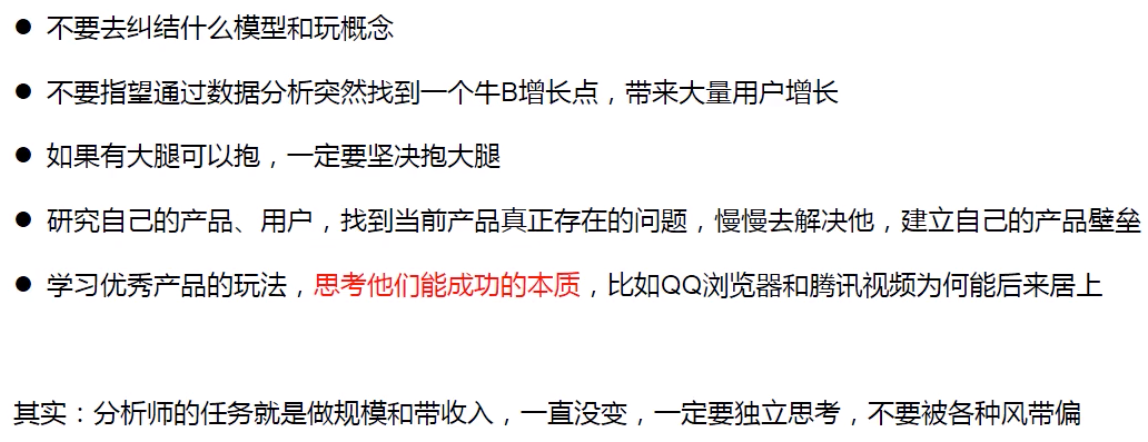 ● 不要去纠结什么模型和玩概念
● 不要指望通过数据分析突然找到一个牛B增长点，带来大量用户增长
● 如果有大腿可以抱，一定要坚决抱大腿
● 研究自己的产品、用户，找到当前产品真正存在的问题，慢慢去解决他，建立自己的产品壁垒
● 学习优秀产品的玩法，思考他们能成功的本质，比如QQ浏览器和腾讯视频为何能后来居上
其实：分析师的任务就是做规模和带收入，一直没变，一定要独立思考，不要被各种风带偏